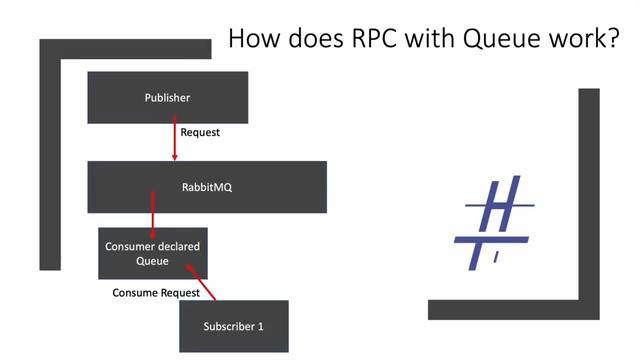 How does RPC with Queue work?
Publisher
Request
RabbitMQ
Consumer declared
Queue
Consume Request
Subscriber 1